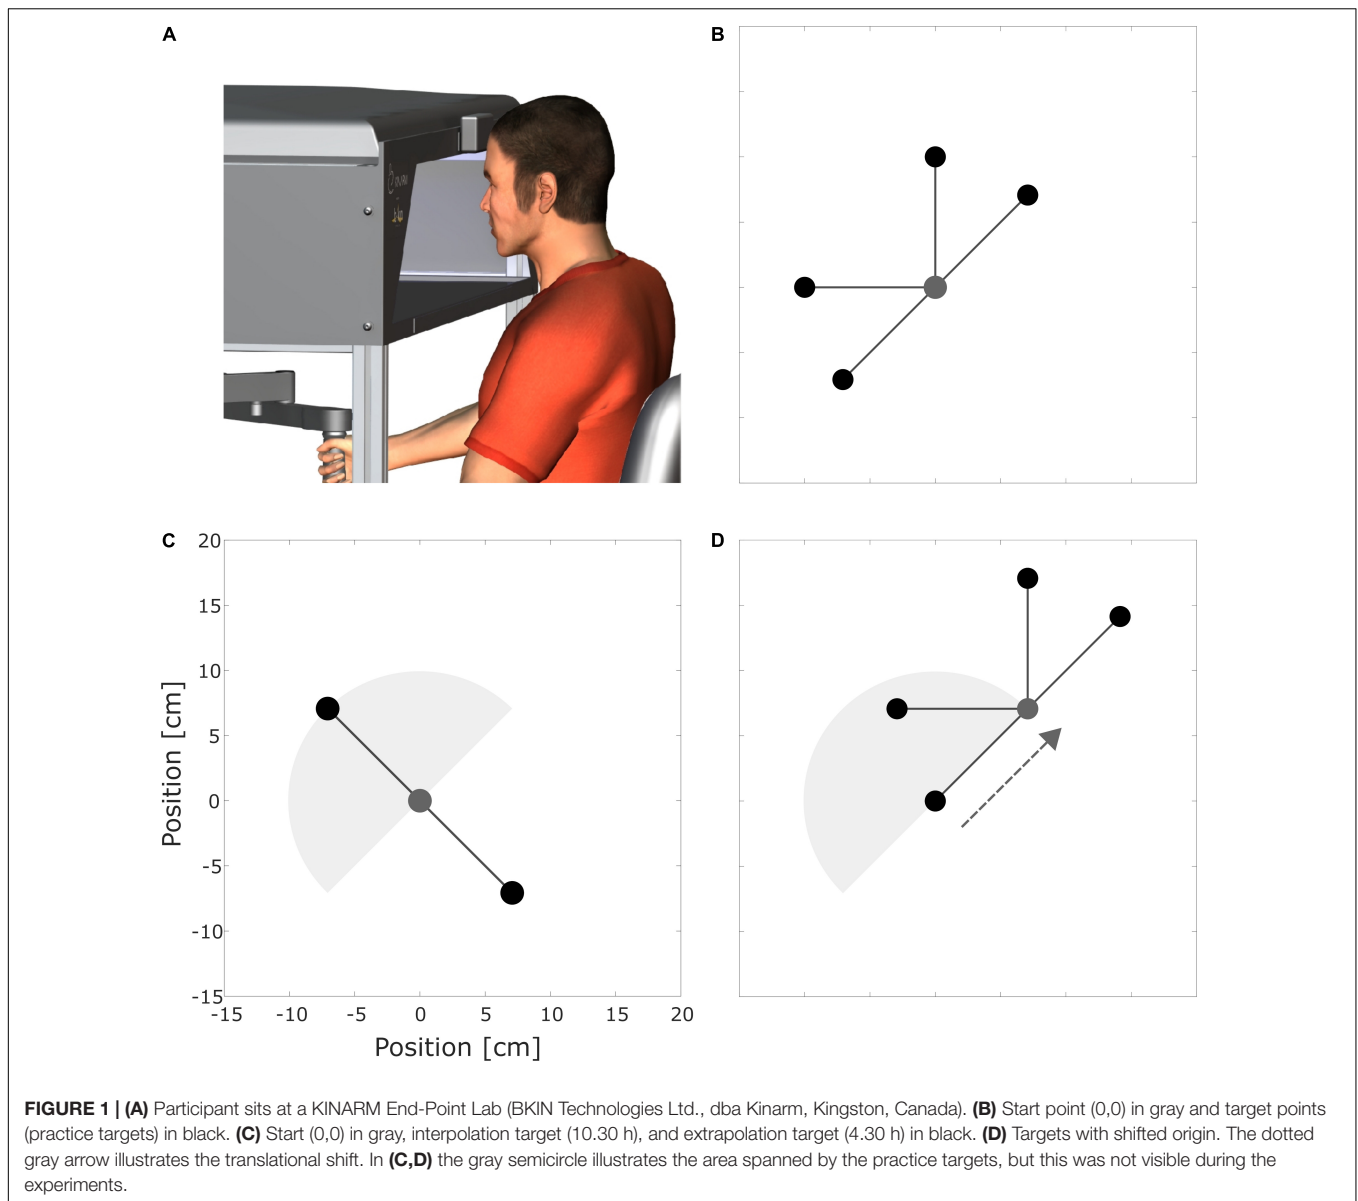 A
B
C
20
15
10
5
0
-5
-10
-15
-15 -10 -5 0 5 10 15 20
Position [cm]
Position [cm]
D
FIGURE 1 | (A) Participant sits at a KINARM End-Point Lab (BKIN Technologies Ltd., dba Kinarm, Kingston, Canada). (B) Start point (0,0) in gray and target points
(practice targets) in black. (C) Start (0,0) in gray, interpolation target (10.30 h), and extrapolation target (4.30 h) in black. (D) Targets with shifted origin. The dotted
gray arrow illustrates the translational shift. In (C,D) the gray semicircle illustrates the area spanned by the practice targets, but this was not visible during the
experiments.